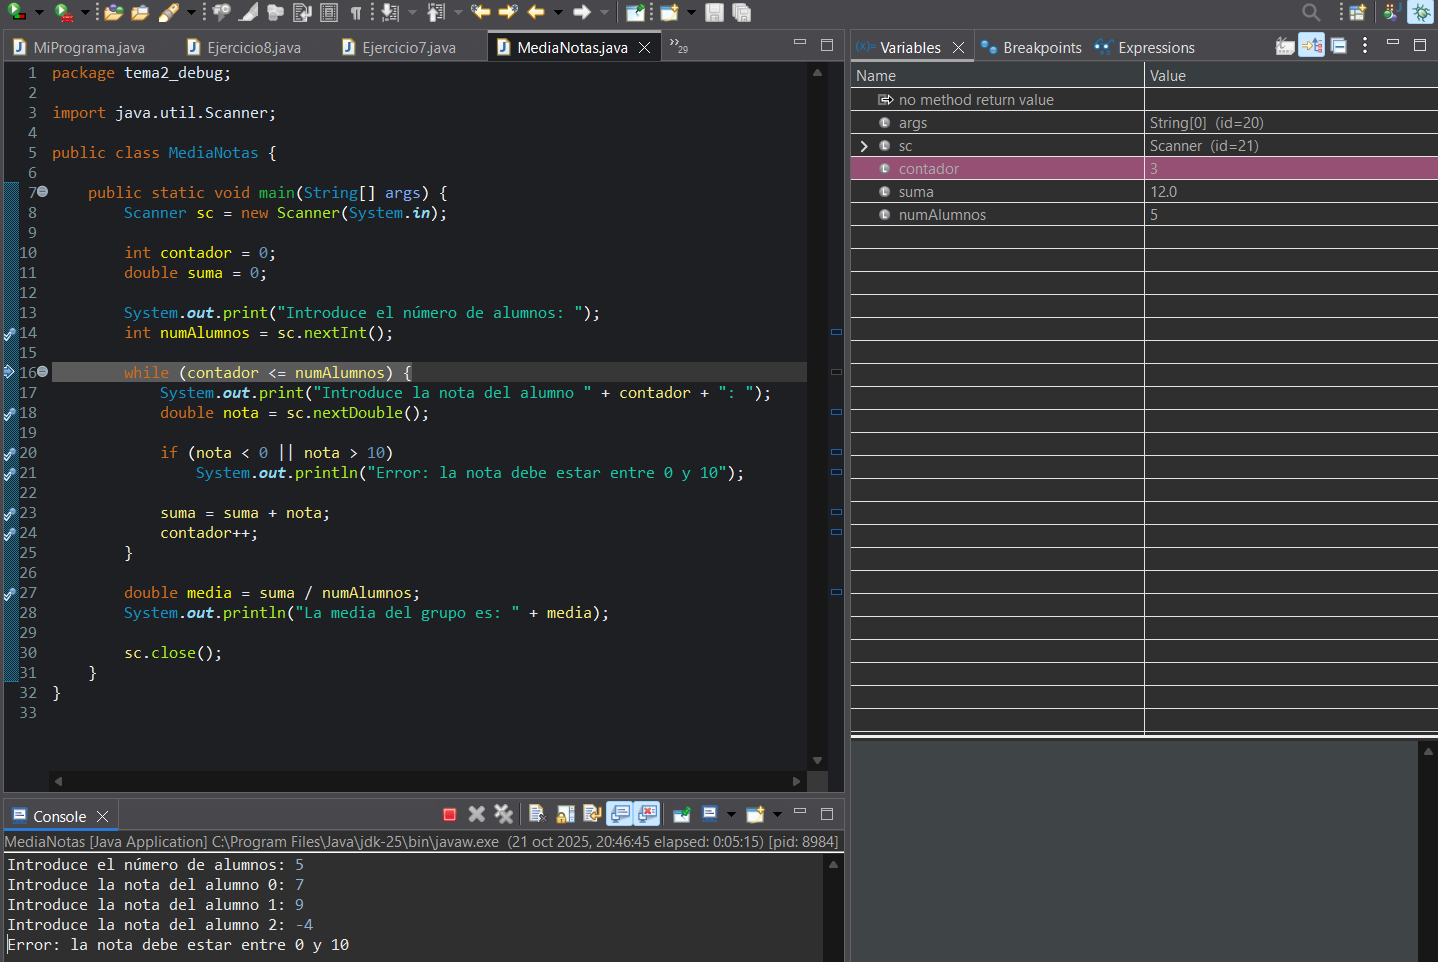 MiPrograma.java
Ejercicio8.java
Ejercicio7.java
MediaNotas.java
»29
1 package tema2_debug;
2
3 import java.util.Scanner;
4
5 public class MediaNotas {
6
7 public static void main(String[] args) {
8 Scanner sc = new Scanner(System.in);
9
10 int contador = 0;
11 double suma = 0;
12
13 System.out.print("Introduce el número de alumnos: ");
14 int numAlumnos = sc.nextInt();
15
16 while (contador <= numAlumnos) {
17 System.out.print("Introduce la nota del alumno " + contador + ": ");
18 double nota = sc.nextDouble();
19
20 if (nota < 0 || nota > 10)
21 System.out.println("Error: la nota debe estar entre 0 y 10");
22
23 suma = suma + nota;
24 contador++;
25 }
26
27 double media = suma / numAlumnos;
28 System.out.println("La media del grupo es: " + media);
29
30 sc.close();
31 }
32 }
33
Variables
Breakpoints
Expressions
Name Value
no method return value
args String[0] (id=20)
sc Scanner (id=21)
contador 3
suma 12.0
numAlumnos 5
Console
MediaNotas [Java Application] C:\Program Files\Java\jdk-25\bin\javaw.exe (21 oct 2025, 20:46:45 elapsed: 0:05:15) [pid: 8984]
Introduce el número de alumnos: 5
Introduce la nota del alumno 0: 7
Introduce la nota del alumno 1: 9
Introduce la nota del alumno 2: -4
Error: la nota debe estar entre 0 y 10